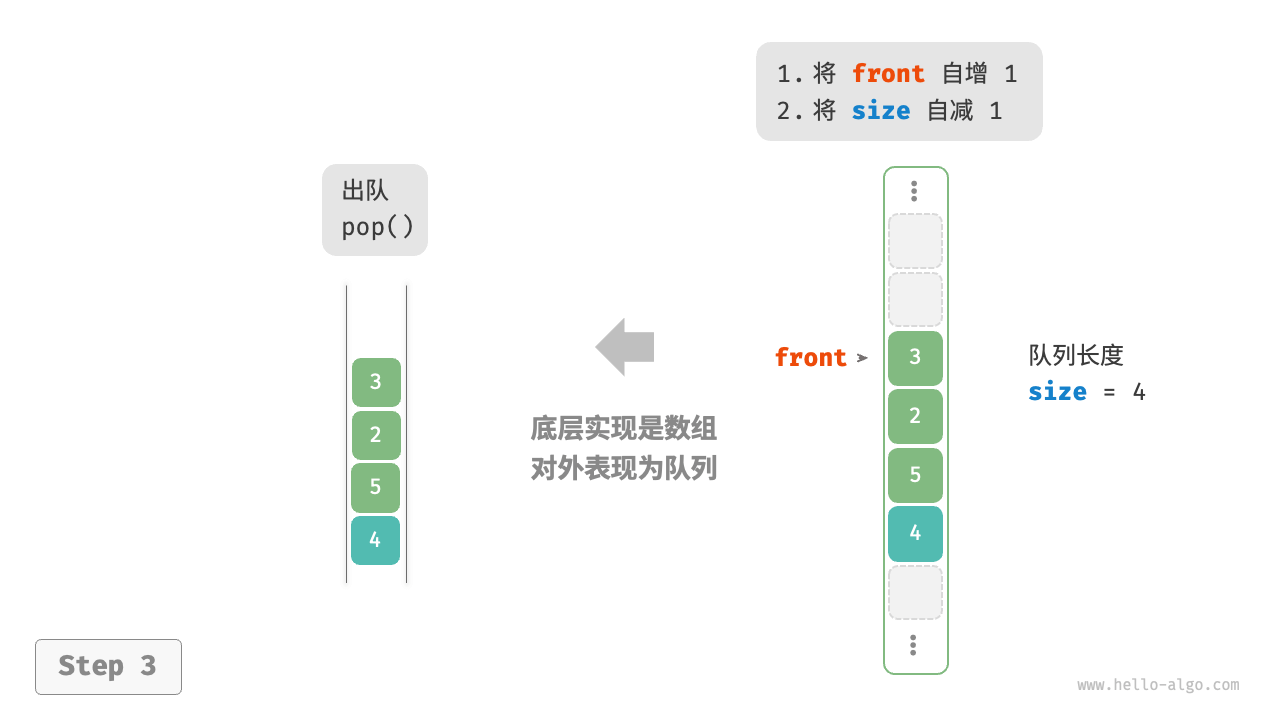 1. 将 front 自增 1
2. 将 size 自减 1
出队
pop()
3
2
5
4
底层实现是数组
对外表现为队列
front >
3
2
5
4
队列长度
size = 4
Step 3
www.hello-algo.com